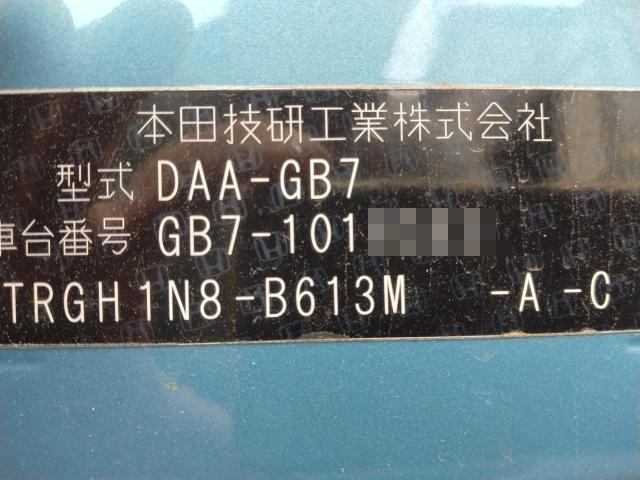 本田技研工業株式会社
型式 DAA-GB7
車台番号 GB7-101
TRGH1N8-B613M -A-C